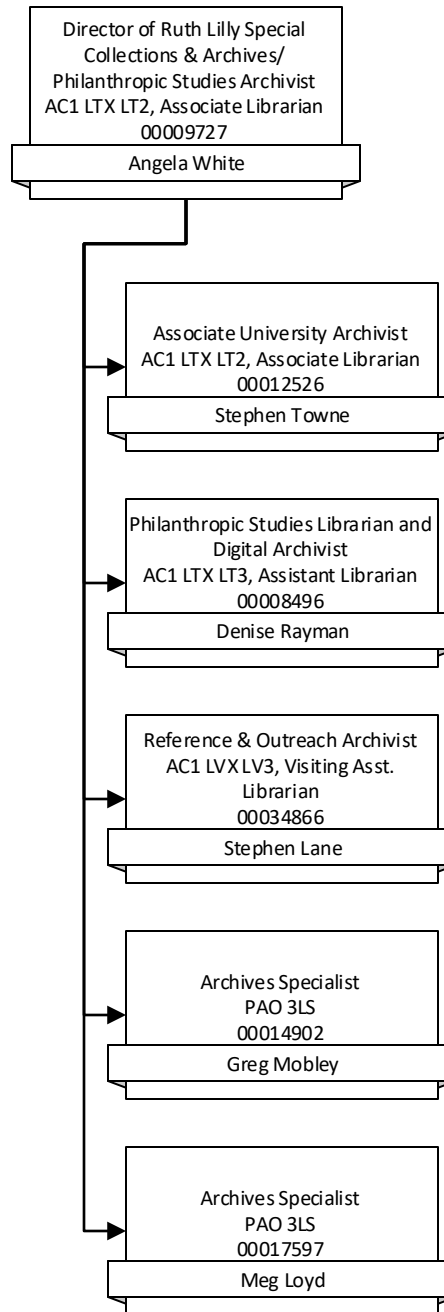 Director of Ruth Lilly Special
Collections & Archives/
Philanthropic Studies Archivist
AC1 LTX LT2, Associate Librarian
00009727
Angela White
Associate University Archivist
AC1 LTX LT2, Associate Librarian
00012526
Stephen Towne
Philanthropic Studies Librarian and
Digital Archivist
AC1 LTX LT3, Assistant Librarian
00008496
Denise Rayman
Reference & Outreach Archivist
AC1 LVX LV3, Visiting Asst.
Librarian
00034866
Stephen Lane
Archives Specialist
PAO 3LS
00014902
Greg Mobley
Archives Specialist
PAO 3LS
00017597
Meg Loyd